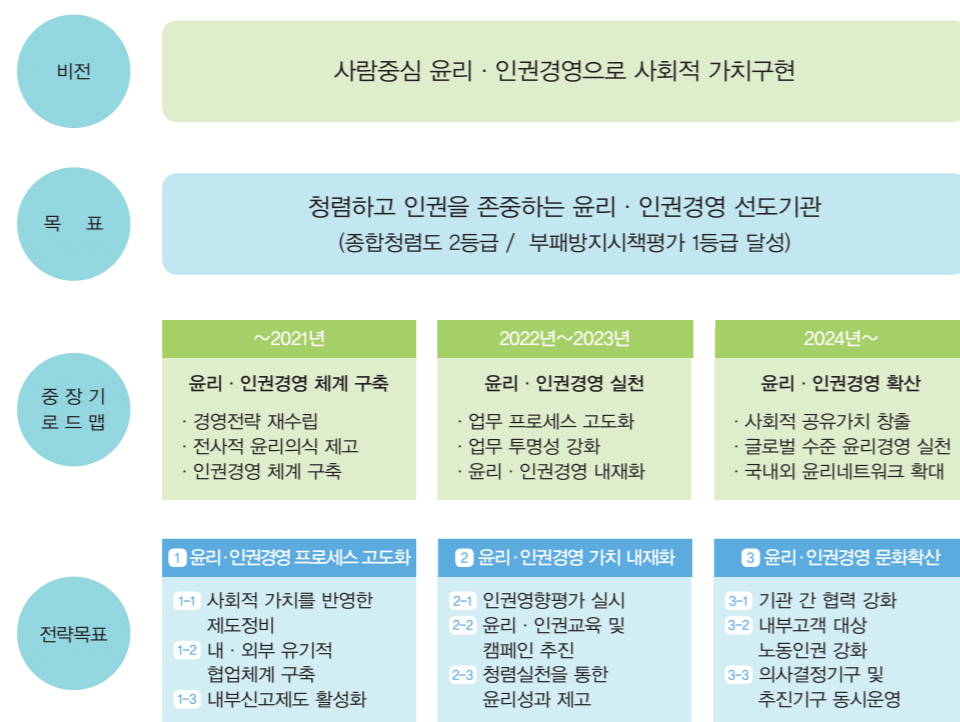 비전
사람중심 윤리 · 인권경영으로 사회적 가치구현
목 표
청렴하고 인권을 존중하는 윤리 · 인권경영 선도기관
(종합청렴도 2등급 / 부패방지시책평가 1등급 달성)
중 장 기
로 드 맵
~2021년
윤리 · 인권경영 체계 구축
· 경영전략 재수립
· 전사적 윤리의식 제고
· 인권경영 체계 구축
2022년~2023년
윤리 · 인권경영 실천
· 업무 프로세스 고도화
· 업무 투명성 강화
· 윤리 · 인권경영 내재화
2024년~
윤리 · 인권경영 확산
· 사회적 공유가치 창출
· 글로벌 수준 윤리경영 실천
· 국내외 윤리네트워크 확대
전략목표
1 윤리·인권경영 프로세스 고도화
1-1 사회적 가치를 반영한
제도정비
1-2 내 · 외부 유기적
협업체계 구축
1-3 내부신고제도 활성화
2 윤리·인권경영 가치 내재화
2-1 인권영향평가 실시
2-2 윤리 · 인권교육 및
캠페인 추진
2-3 청렴실천을 통한
윤리성과 제고
3 윤리·인권경영 문화확산
3-1 기관 간 협력 강화
3-2 내부고객 대상
노동인권 강화
3-3 의사결정기구 및
추진기구 동시운영